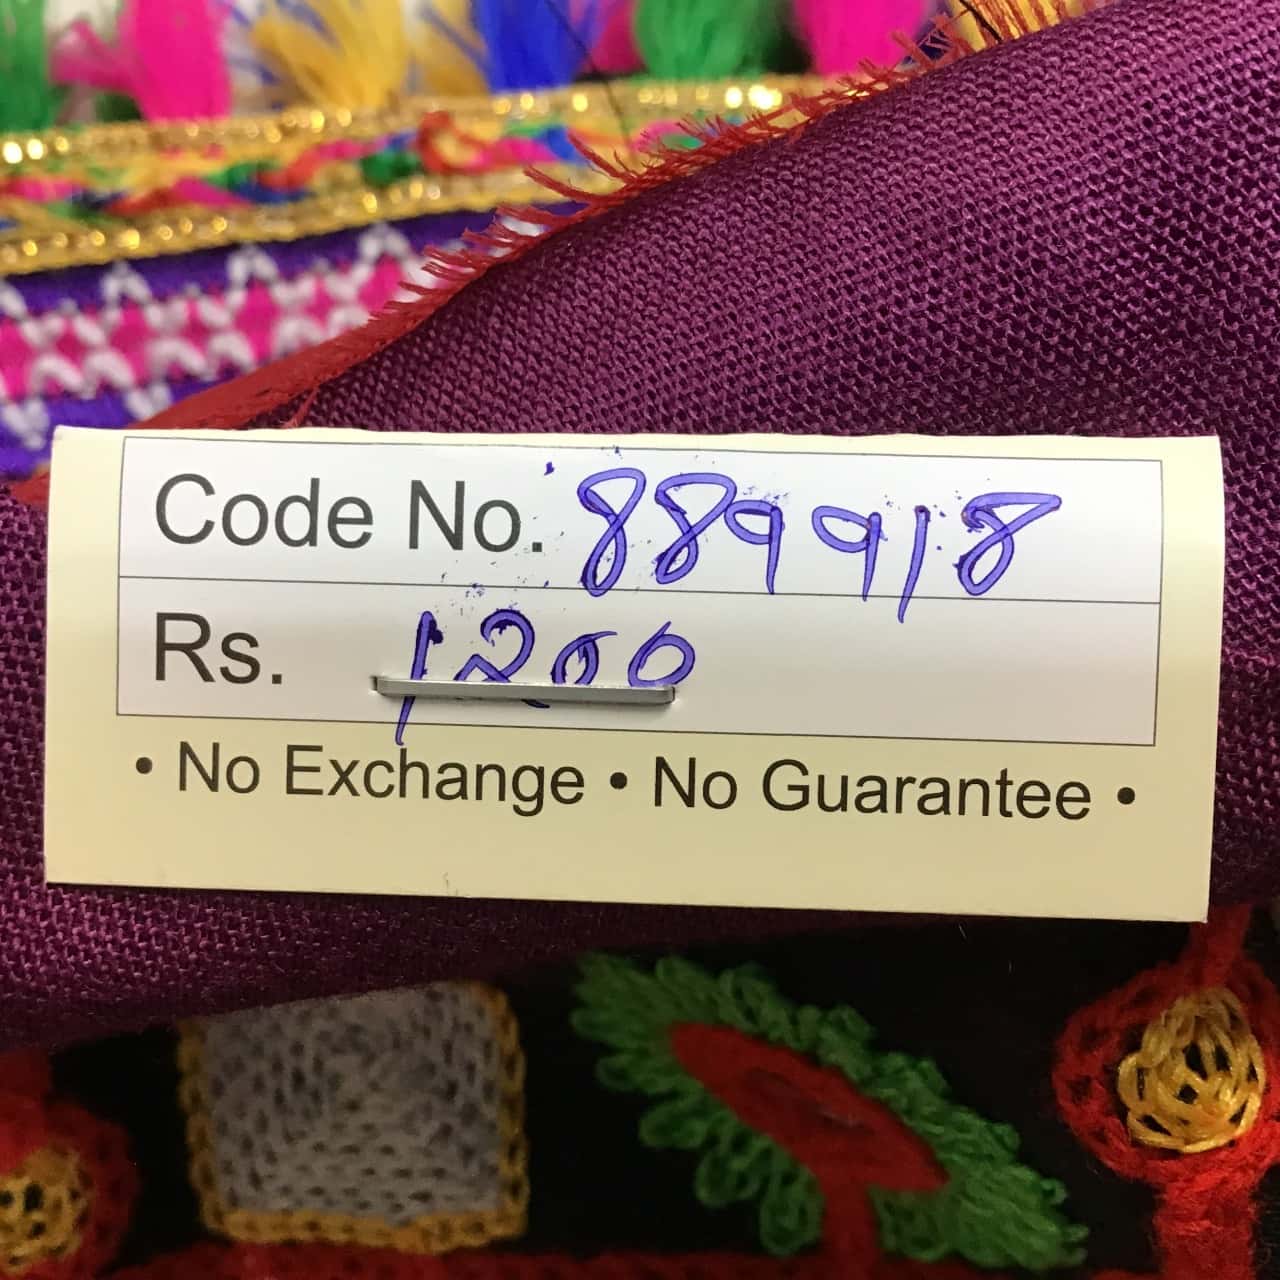 Code No. 889918
Rs. 1200
• No Exchange • No Guarantee •